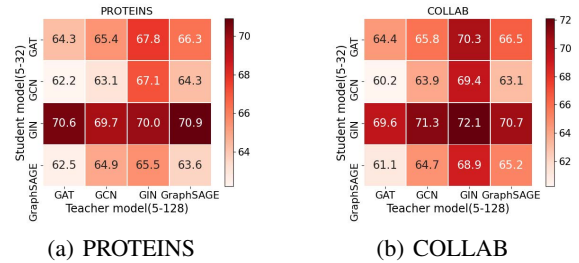 PROTEINS
Student model(5-32)
GAT
64.3 65.4 67.8 66.3
GCN
62.2 63.1 67.1 64.3
GIN
70.6 69.7 70.0 70.9
GraphSAGE
62.5 64.9 65.5 63.6
GAT GCN GIN GraphSAGE
Teacher model(5-128)
70
68
66
64
(a) PROTEINS
COLLAB
Student model(5-32)
GAT
64.4 65.8 70.3 66.5
GCN
60.2 63.9 69.4 63.1
GIN
69.6 71.3 72.1 70.7
GraphSAGE
61.1 64.7 68.9 65.2
GAT GCN GIN GraphSAGE
Teacher model(5-128)
72
70
68
66
64
62
(b) COLLAB